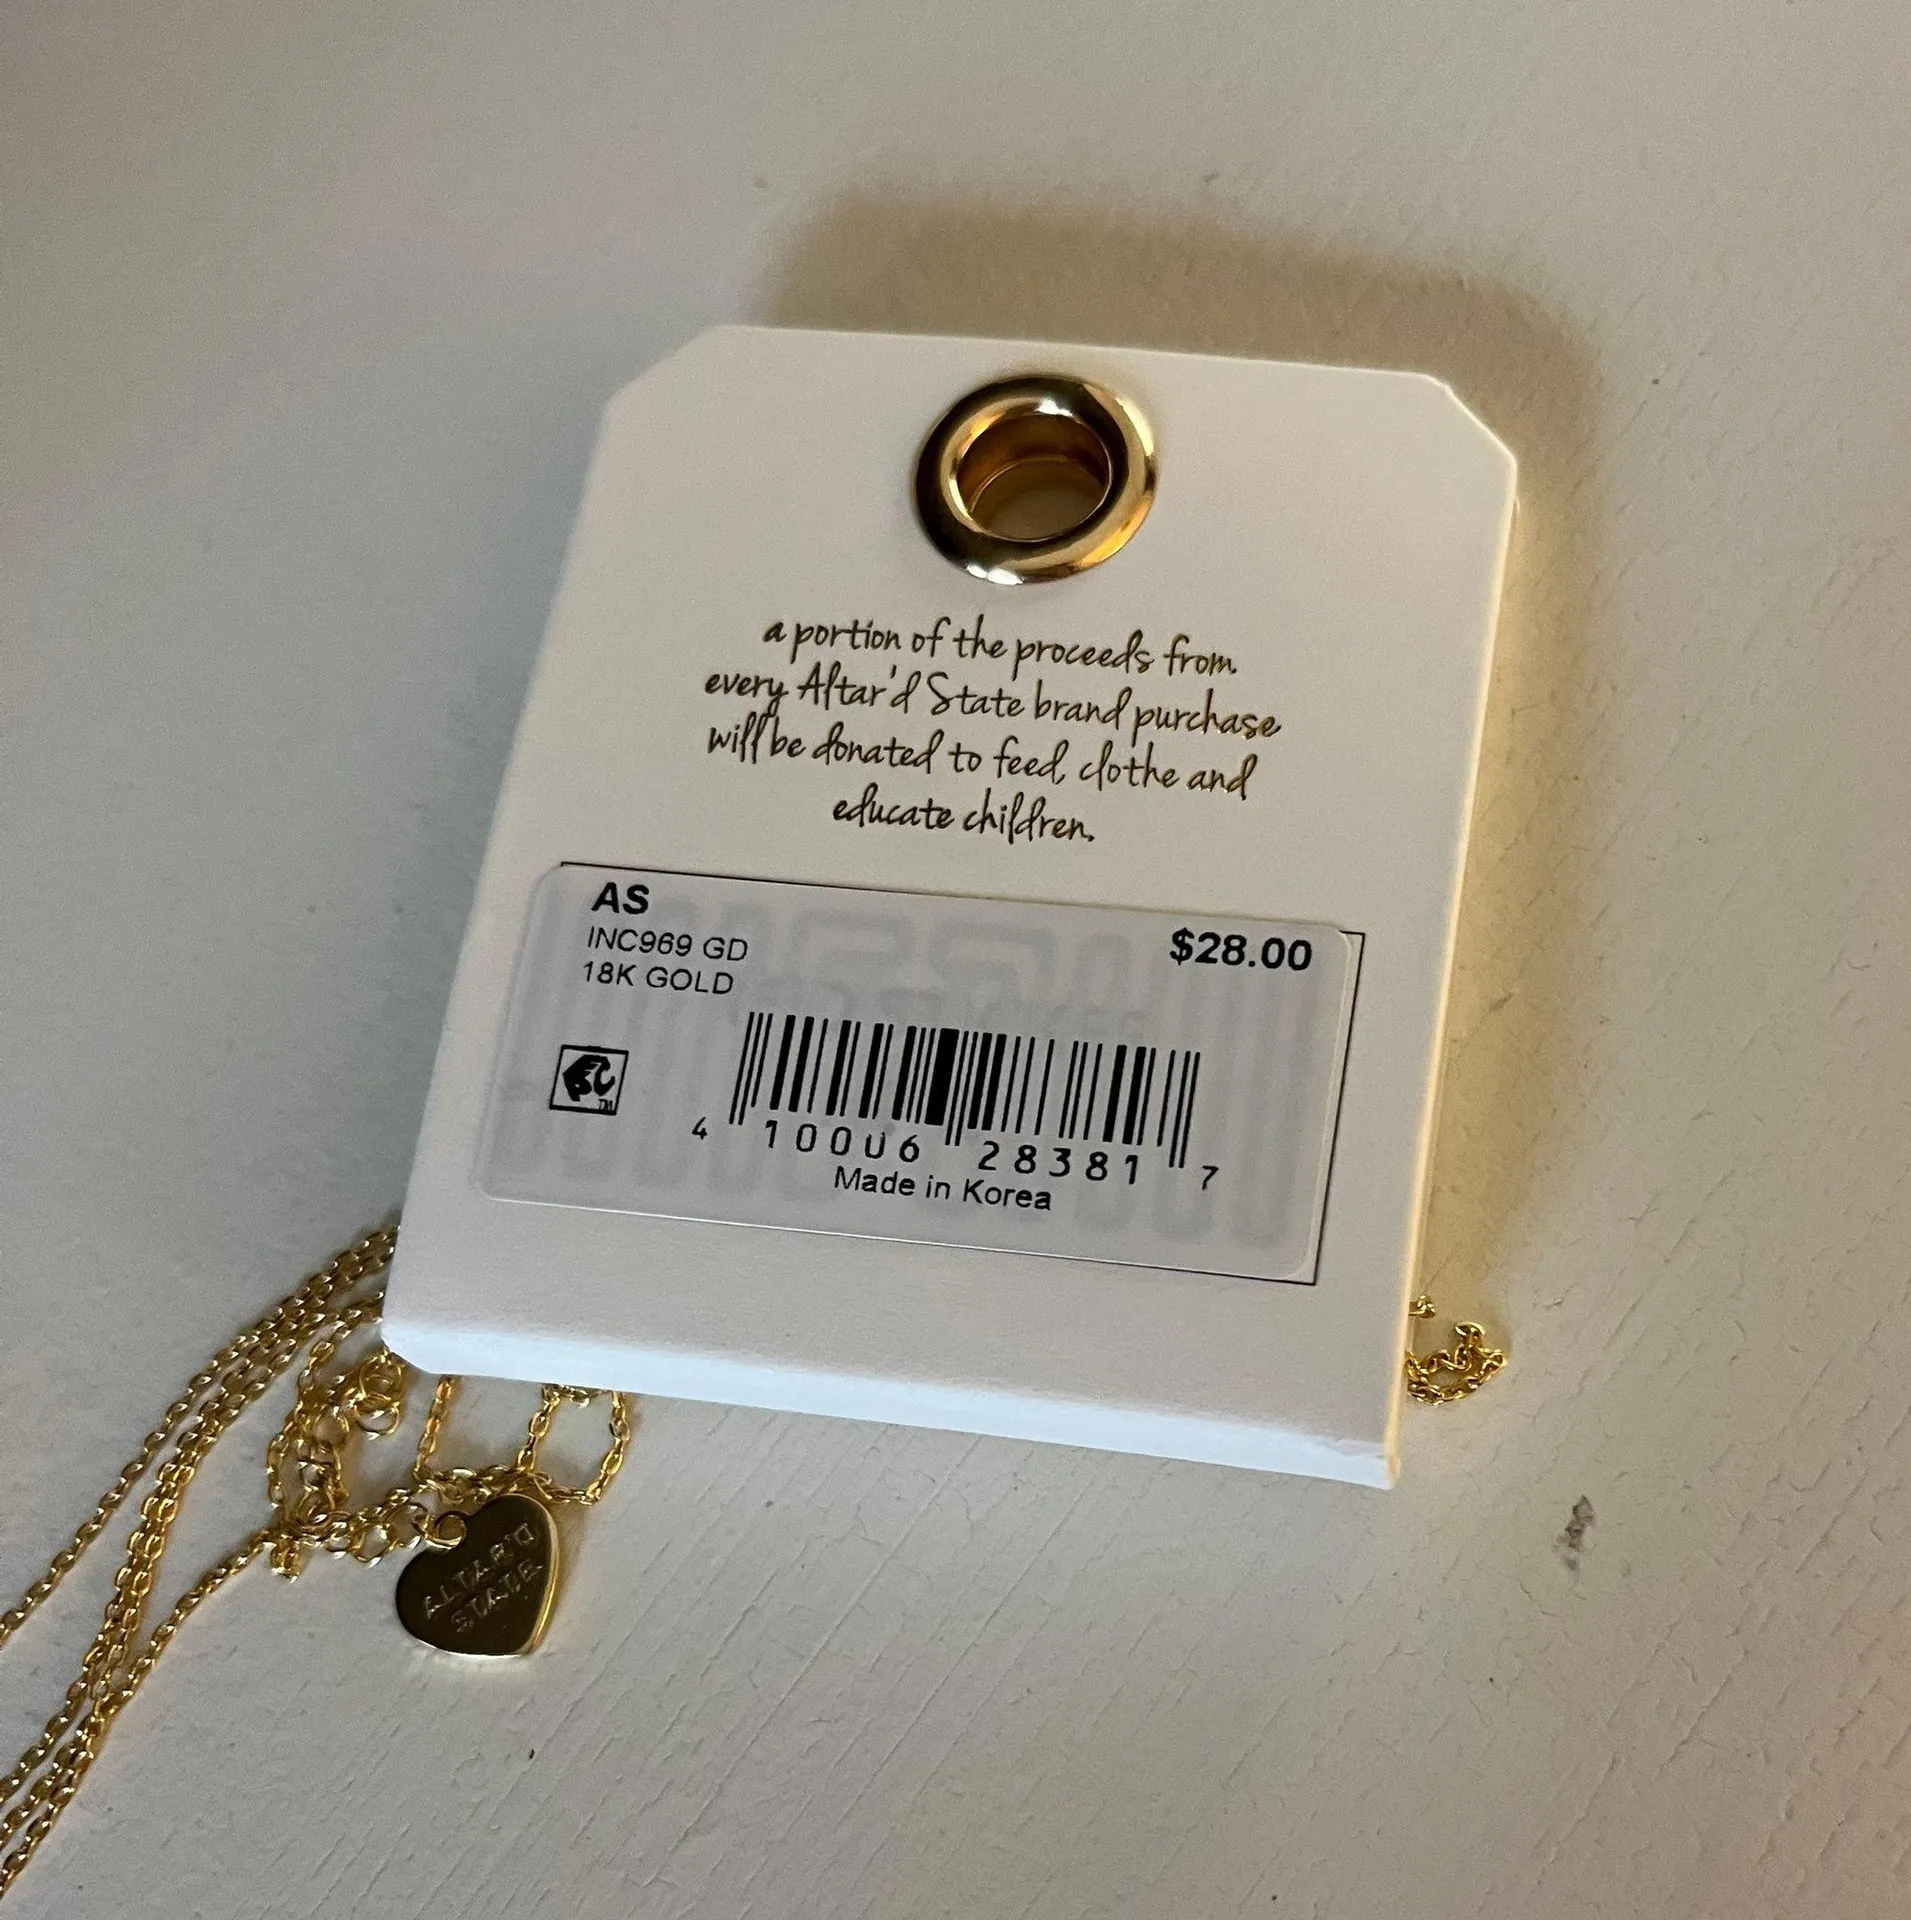 a portion of the proceeds from
every Altar'd State brand purchase
will be donated to feed, clothe and
educate children.
AS
INC969 GD
18K GOLD
$28.00
4 10006 28381 7
Made in Korea
ALTAR'D
STATE